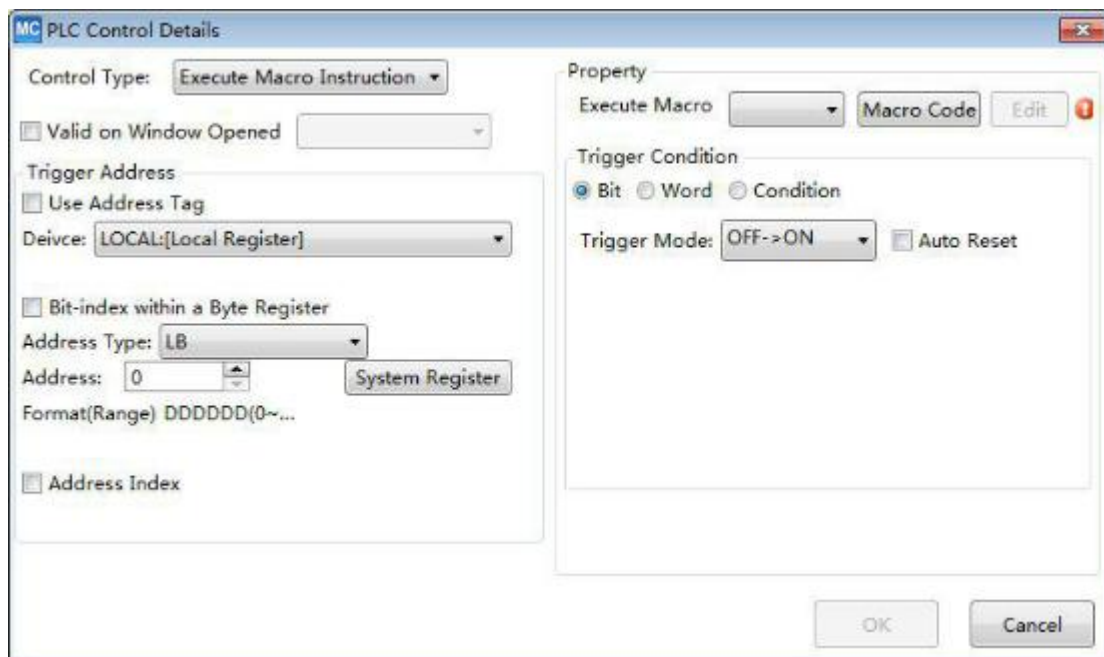 MC PLC Control Details
Control Type: Execute Macro Instruction
Valid on Window Opened
Trigger Address
Use Address Tag
Deivce: LOCAL:[Local Register]
Bit-index within a Byte Register
Address Type: LB
Address: 0
System Register
Format(Range) DDDDDD(0~...
Address Index
Property
Execute Macro Macro Code Edit
Trigger Condition
Bit Word Condition
Trigger Mode: OFF->ON Auto Reset
OK Cancel